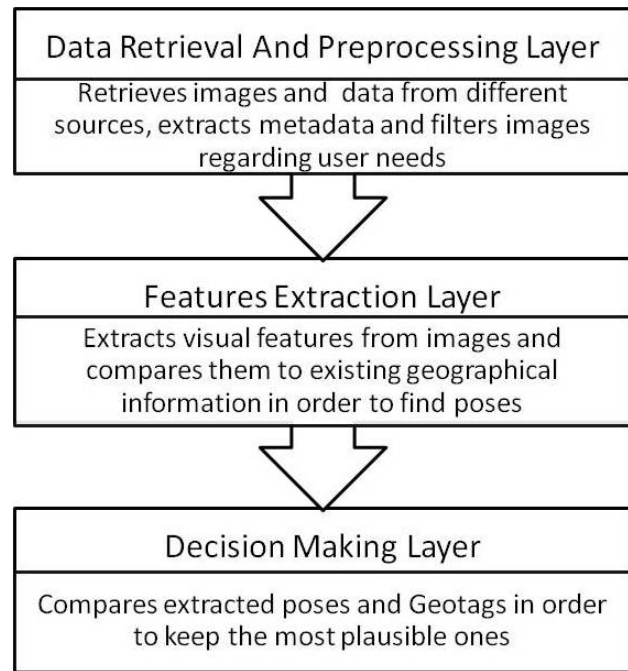 Data Retrieval And Preprocessing Layer
Retrieves images and data from different
sources, extracts metadata and filters images
regarding user needs
Features Extraction Layer
Extracts visual features from images and
compares them to existing geographical
information in order to find poses
Decision Making Layer
Compares extracted poses and Geotags in order
to keep the most plausible ones